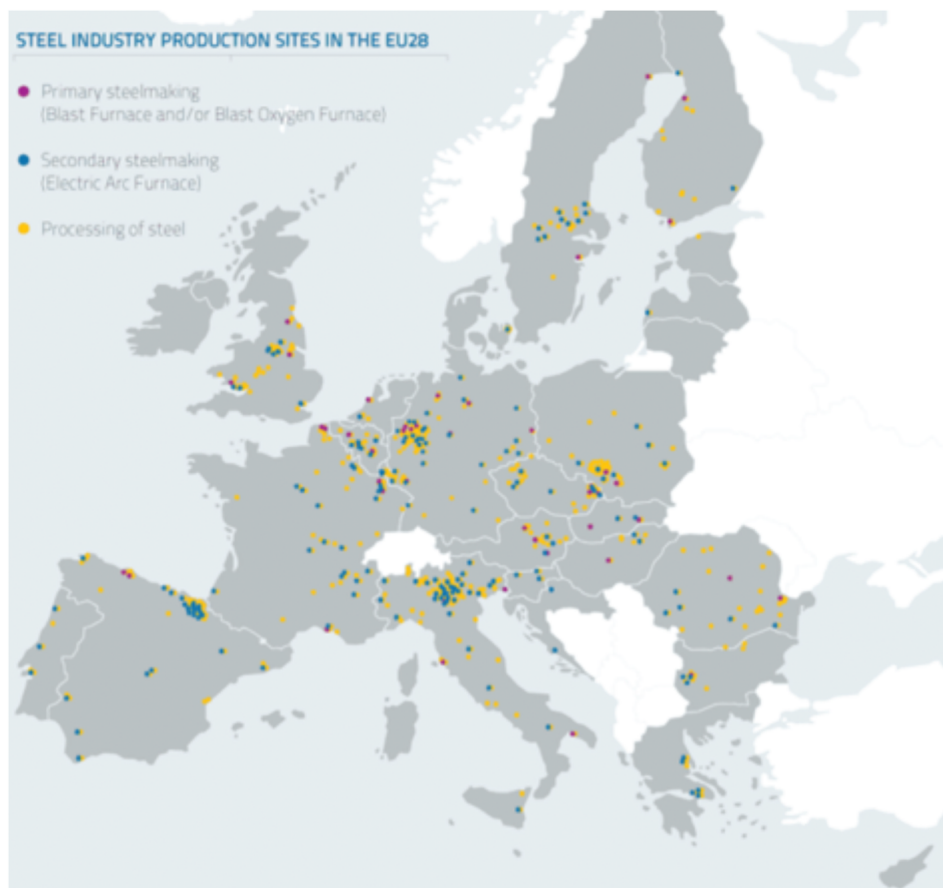 STEEL INDUSTRY PRODUCTION SITES IN THE EU28
Primary steelmaking
(Blast Furnace and/or Blast Oxygen Furnace)
Secondary steelmaking
(Electric Arc Furnace)
Processing of steel